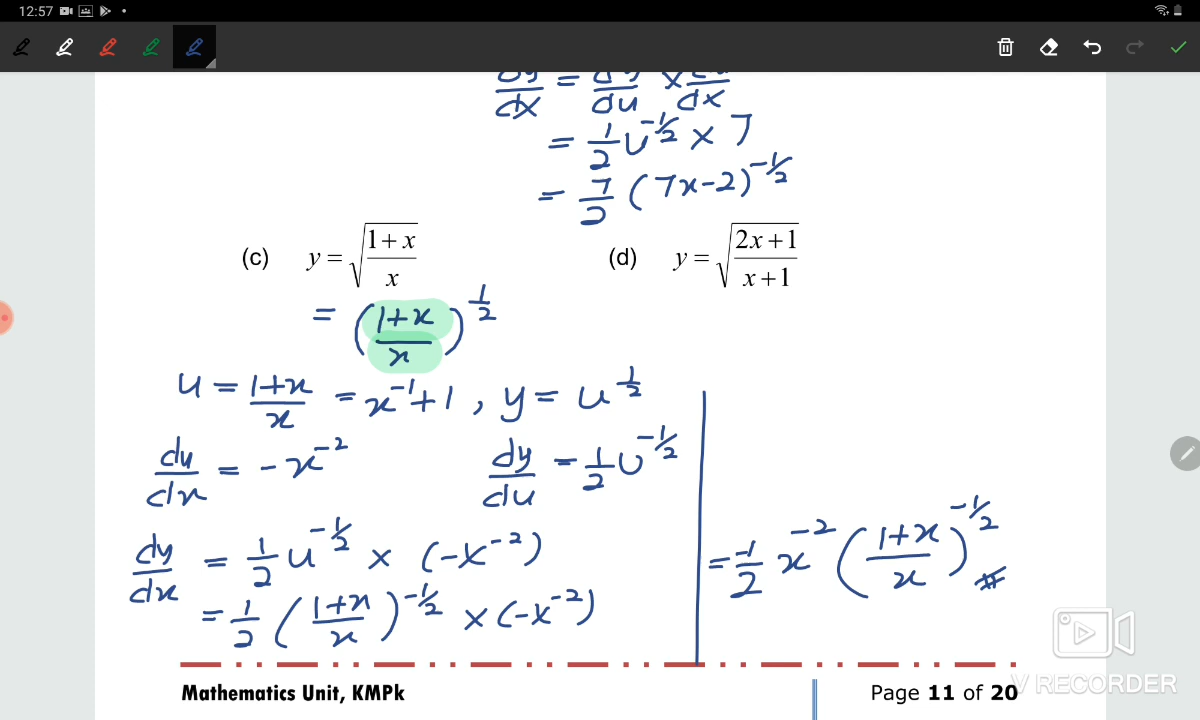 12:57
dy/dx = dy/du × du/dx
= 1/2 u^(-1/2) × 7
= 7/2 (7x-2)^(-1/2)
(c) y = √((1+x)/x)
(d) y = √((2x+1)/(x+1))
= ((1+x)/x)^(1/2)
u = (1+x)/x = x^(-1)+1, y = u^(1/2)
du/dx = -x^(-2)
dy/du = 1/2 u^(-1/2)
dy/dx = 1/2 u^(-1/2) × (-x^(-2))
= 1/2 ((1+x)/x)^(-1/2) × (-x^(-2))
= -1/2 x^(-2) ((1+x)/x)^(-1/2) #
Mathematics Unit, KMPk
Page 11 of 20
V RECORDER